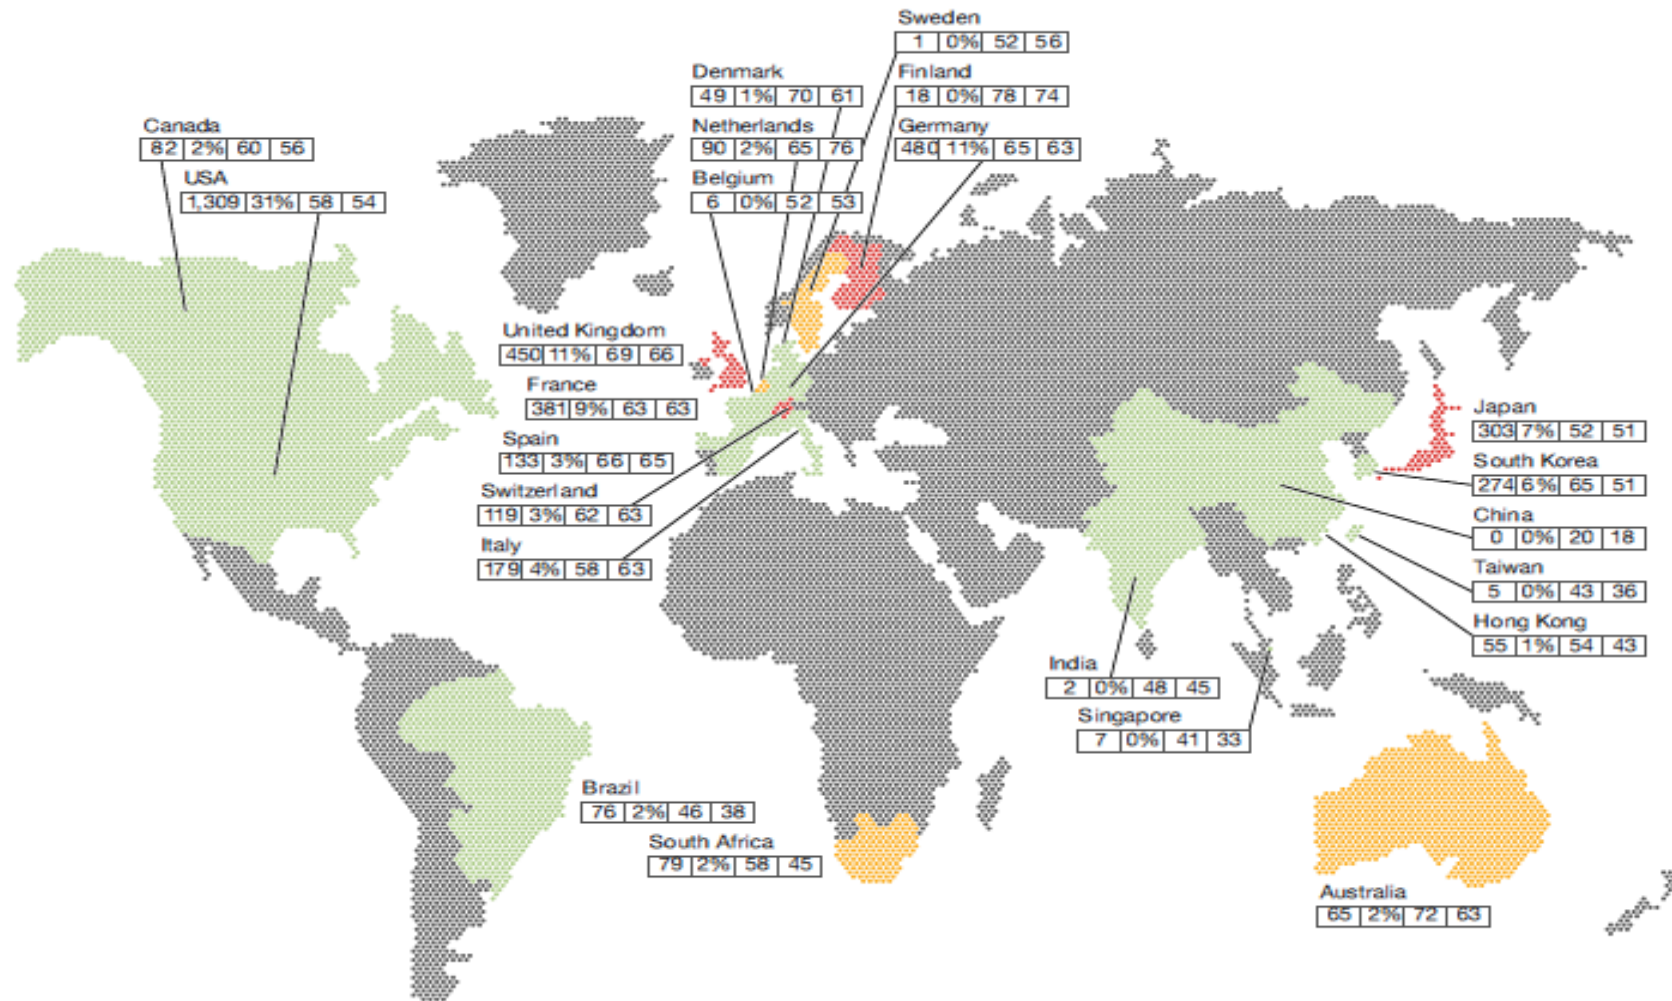 Sweden
1 0% 52 56
Denmark
49 1% 70 61
Finland
18 0% 78 74
Canada
82 2% 60 56
Netherlands
90 2% 65 76
Germany
480 11% 65 63
USA
1,309 31% 58 54
Belgium
6 0% 52 53
United Kingdom
450 11% 69 66
France
381 9% 63 63
Spain
133 3% 66 65
Switzerland
119 3% 62 63
Italy
179 4% 58 63
Japan
303 7% 52 51
South Korea
274 6% 65 51
China
0 0% 20 18
Taiwan
5 0% 43 36
Hong Kong
55 1% 54 43
India
2 0% 48 45
Singapore
7 0% 41 33
Brazil
76 2% 46 38
South Africa
79 2% 58 45
Australia
65 2% 72 63